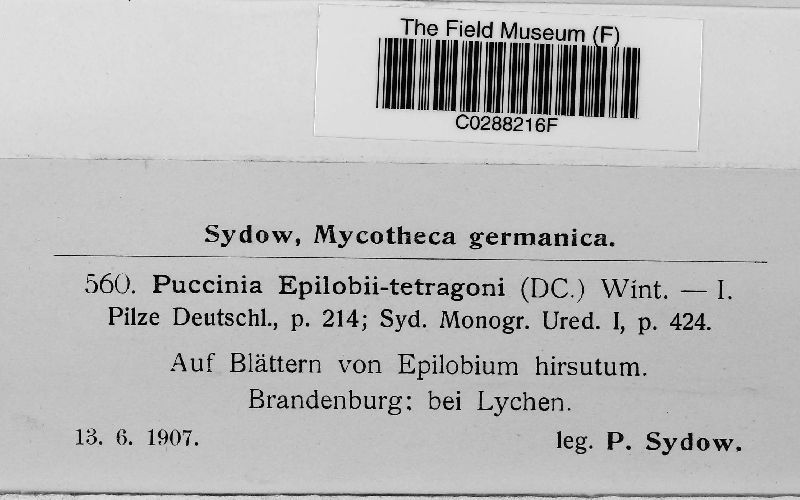 The Field Museum (F)
C0288216F
Sydow, Mycotheca germanica.
560. Puccinia Epilobii-tetragoni (DC.) Wint. — I.
Pilze Deutschl., p. 214; Syd. Monogr. Ured. I, p. 424.
Auf Blättern von Epilobium hirsutum.
Brandenburg: bei Lychen.
13. 6. 1907.
leg. P. Sydow.